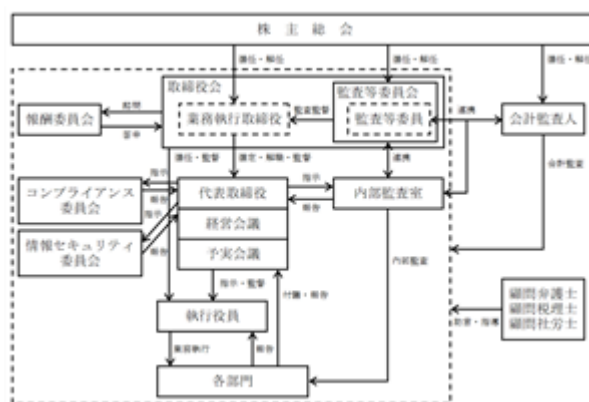 株主総会
選任・解任
選任・解任
選任・解任
取締役会
監査等委員会
業務執行取締役
監査監督
監査等委員
連携
会計監査人
報酬委員会
諮問
答申
選任・監督
選定・解職・監督
連携
会計監査
コンプライアンス
委員会
指示
報告
代表取締役
指示
報告
内部監査室
経営会議
予実会議
情報セキュリティ
委員会
指示
報告
内部監査
指示・監督
付議・報告
執行役員
顧問弁護士
顧問税理士
顧問社労士
助言・指導
業務執行
報告
各部門